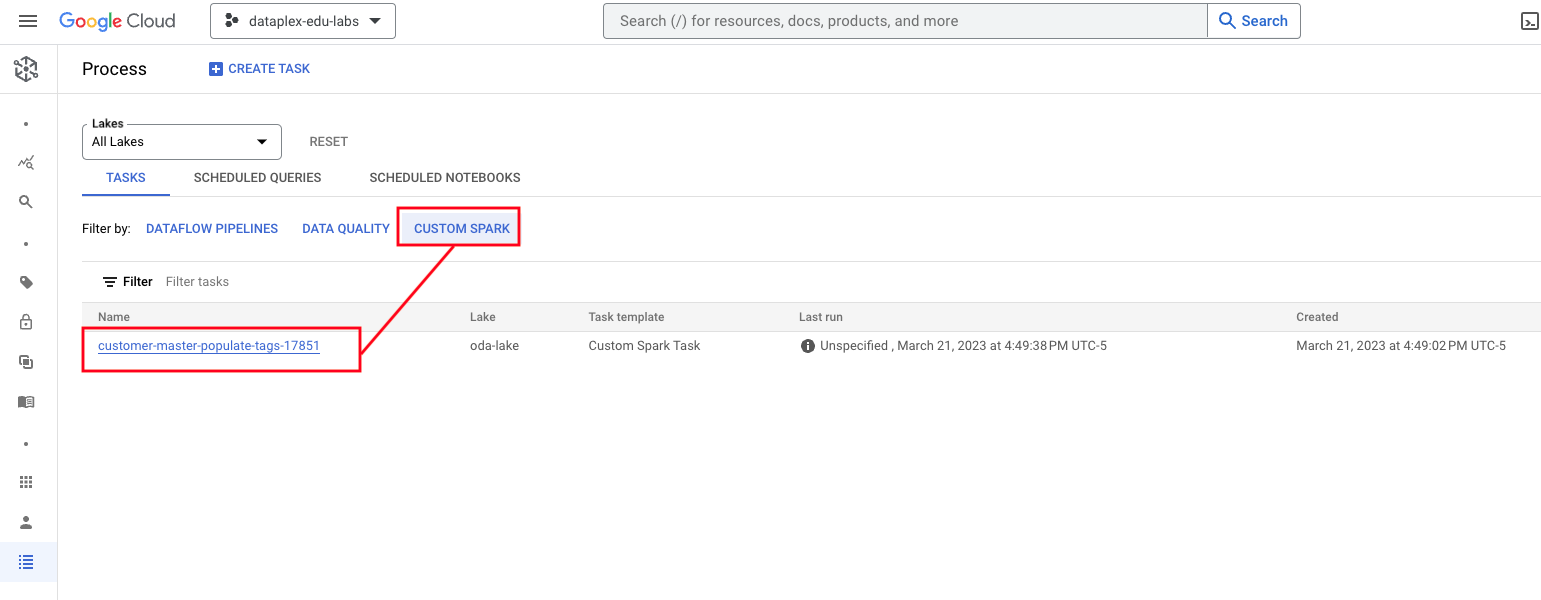 Google Cloud
dataplex-edu-labs
Search (/) for resources, docs, products, and more
Search
Process
CREATE TASK
Lakes
All Lakes
RESET
TASKS SCHEDULED QUERIES SCHEDULED NOTEBOOKS
Filter by: DATAFLOW PIPELINES DATA QUALITY CUSTOM SPARK
Filter Filter tasks
Name Lake Task template Last run Created
customer-master-populate-tags-17851 oda-lake Custom Spark Task Unspecified , March 21, 2023 at 4:49:38 PM UTC-5 March 21, 2023 at 4:49:02 PM UTC-5